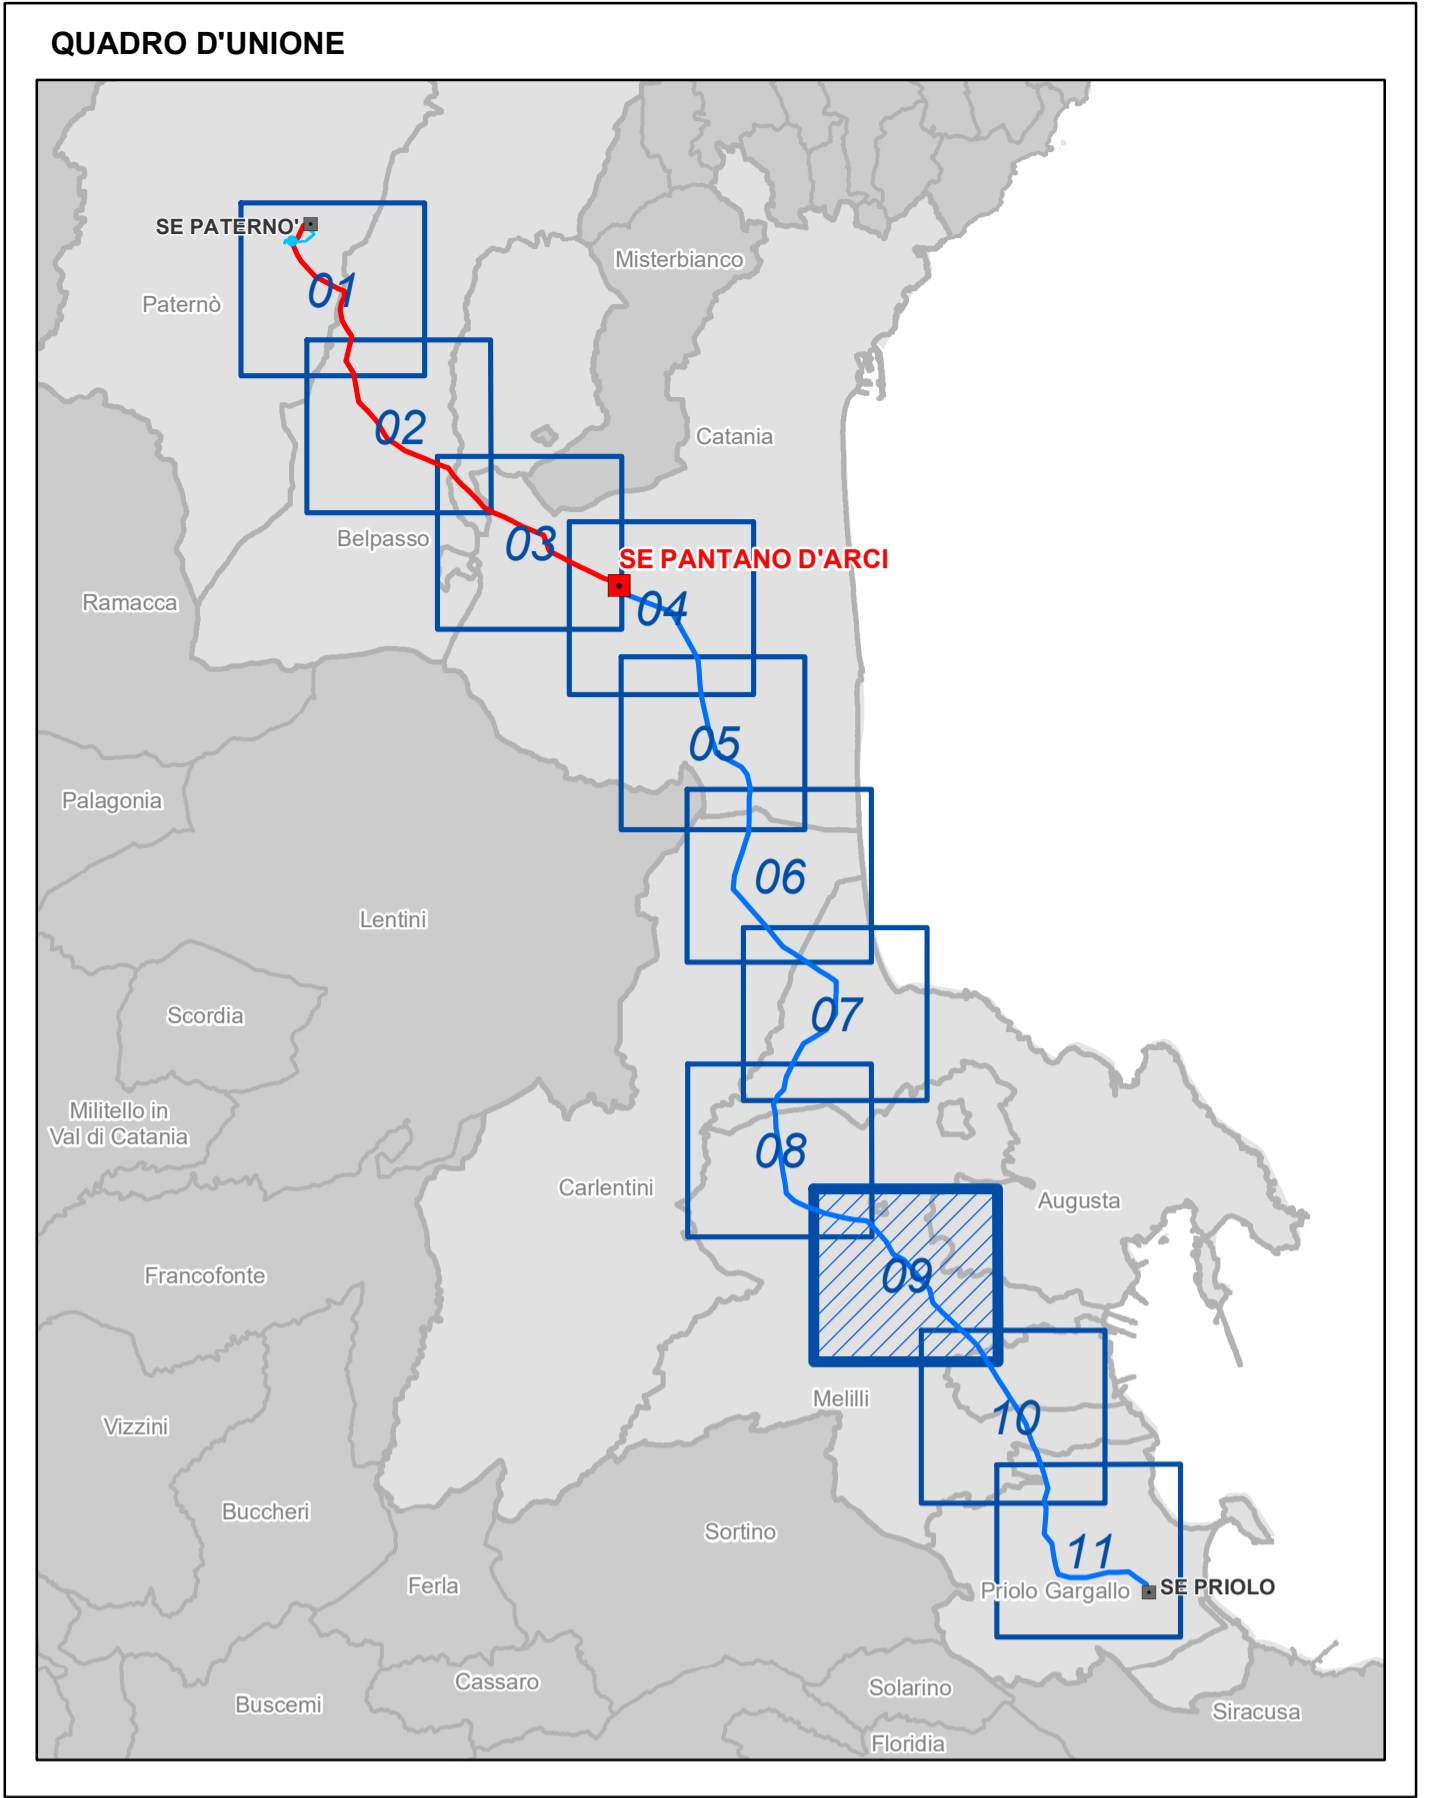 QUADRO D'UNIONE
SE PATERNO'
Misterbianco
01
Paternò
02
Catania
Belpasso
03
SE PANTANO D'ARCI
Ramacca
04
05
Palagonia
06
Lentini
Scordia
07
Militello in
Val di Catania
08
Carlentini
Augusta
Francofonte
09
Melilli
Vizzini
10
Buccheri
Sortino
11
Ferla
Priolo Gargallo
SE PRIOLO
Cassaro
Solarino
Buscemi
Siracusa
Floridia